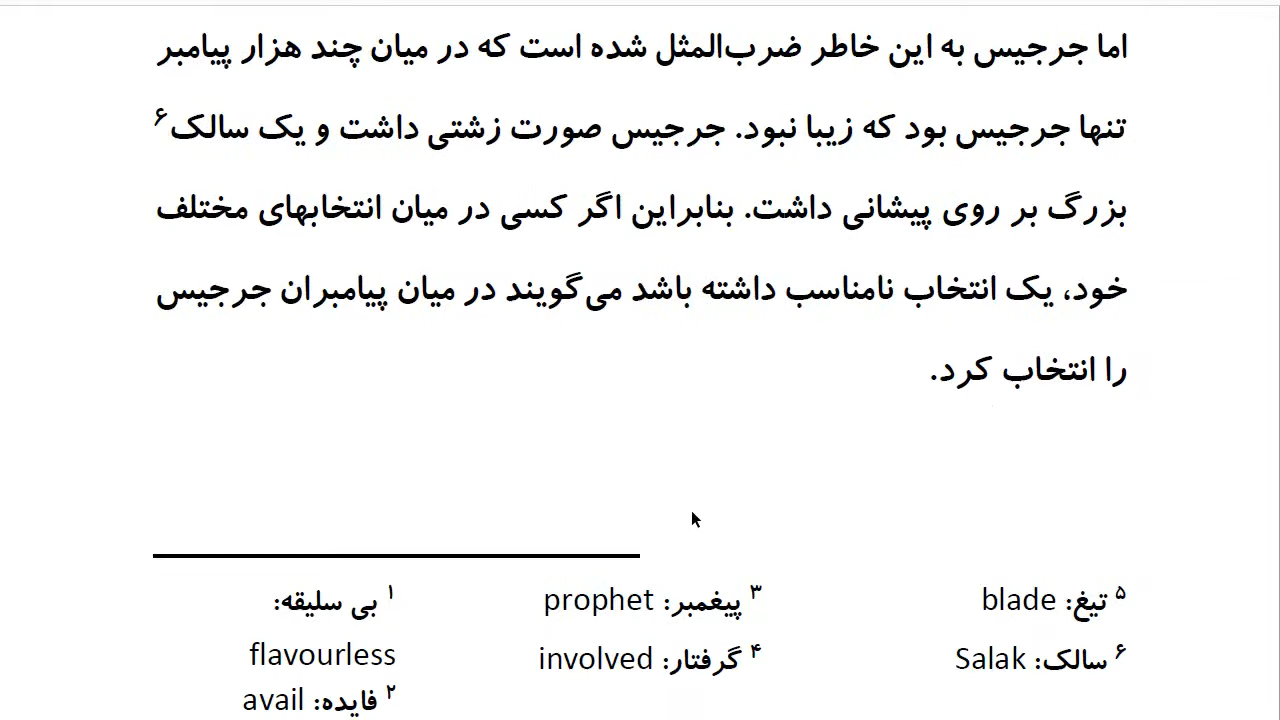 اما جرجیس به این خاطر ضرب‌المثل شده است که در میان چند هزار پیامبر
تنها جرجیس بود که زیبا نبود. جرجیس صورت زشتی داشت و یک سالک۶
بزرگ بر روی پیشانی داشت. بنابراین اگر کسی در میان انتخابهای مختلف
خود، یک انتخاب نامناسب داشته باشد می‌گویند در میان پیامبران جرجیس
را انتخاب کرد.
۵ تیغ: blade
۶ سالک: Salak
۳ پیغمبر: prophet
۴ گرفتار: involved
۱ بی سلیقه:
flavourless
۲ فایده: avail